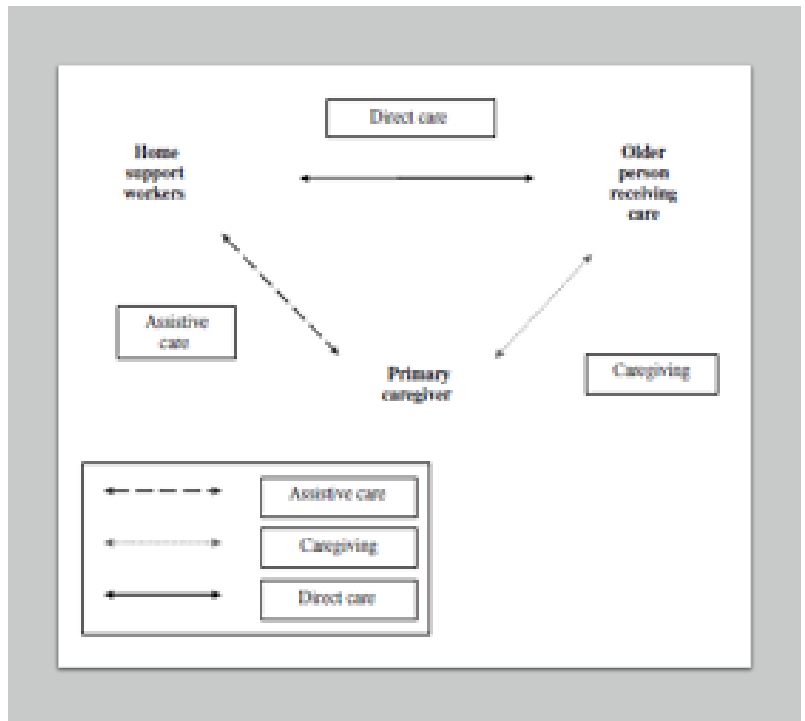 Direct care
Home
support
workers
Older
person
receiving
care
Assistive
care
Primary
caregiver
Caregiving
Assistive care
Caregiving
Direct care